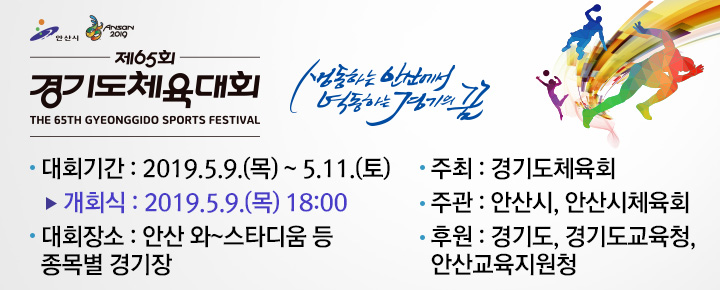 안산시
ANSAN
2019
제65회
경기도체육대회
THE 65TH GYEONGGIDO SPORTS FESTIVAL
생동하는 안산에서
역동하는 경기의 꿈
• 대회기간 : 2019.5.9.(목) ~ 5.11.(토)
▶ 개회식 : 2019.5.9.(목) 18:00
• 대회장소 : 안산 와~스타디움 등
종목별 경기장
• 주최 : 경기도체육회
• 주관 : 안산시, 안산시체육회
• 후원 : 경기도, 경기도교육청,
안산교육지원청